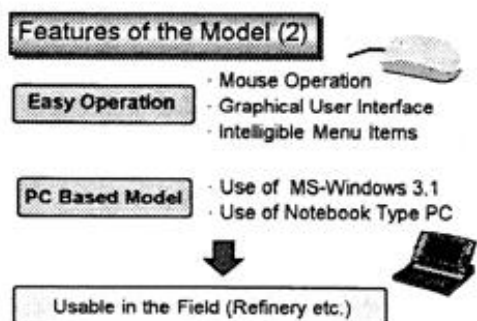 Features of the Model (2)
Easy Operation
· Mouse Operation
· Graphical User Interface
· Intelligible Menu Items
PC Based Model
· Use of MS-Windows 3.1
· Use of Notebook Type PC
Usable in the Field (Refinery etc.)